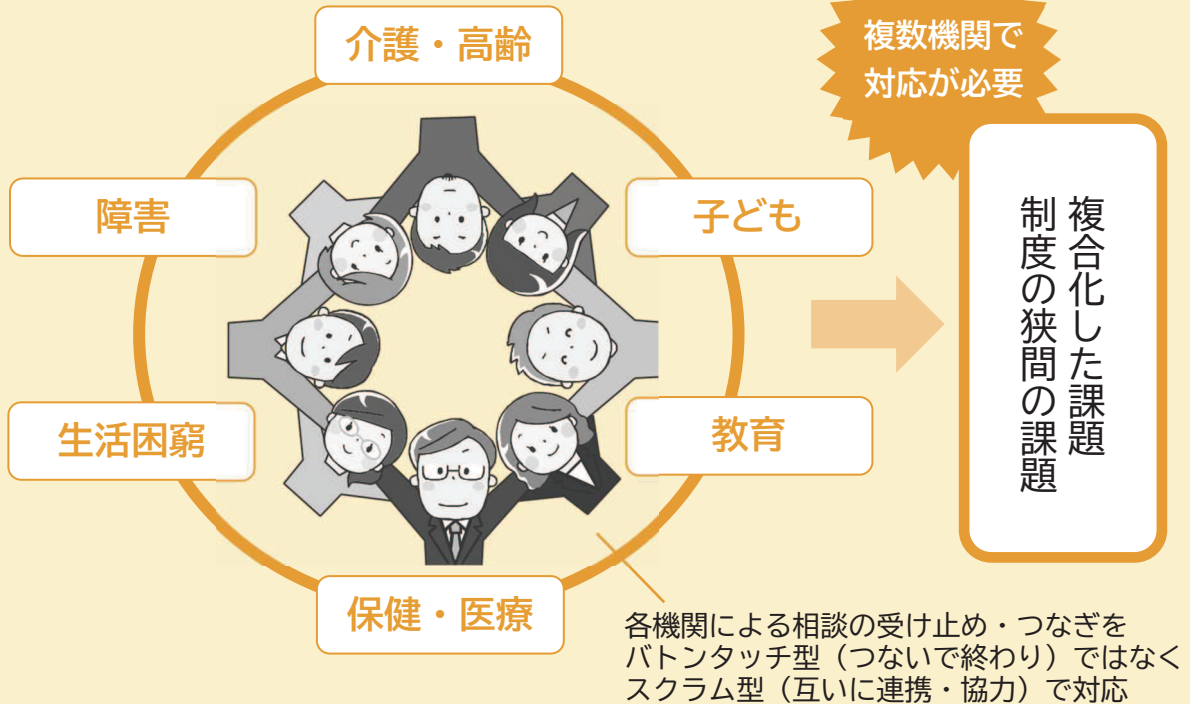 介護・高齢
複数機関で
対応が必要
障害
子ども
複合化した課題
制度の狭間の課題
生活困窮
教育
保健・医療
各機関による相談の受け止め・つなぎを
バトンタッチ型（つないで終わり）ではなく
スクラム型（互いに連携・協力）で対応